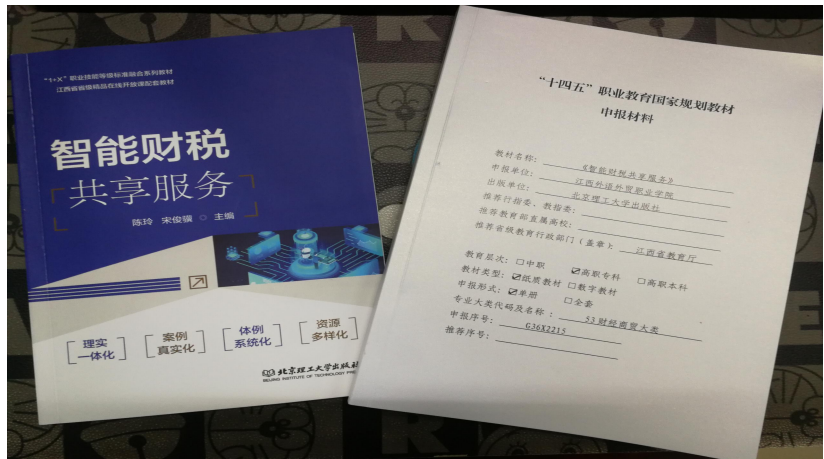 "1+X"职业技能等级标准融合系列教材
江西省省级精品在线开放课配套教材
智能财税
共享服务
陈玲 宋俊骥 ◎ 主编
理实
一体化
案例
真实化
体例
系统化
资源
多样化
北京理工大学出版社
BEIJING INSTITUTE OF TECHNOLOGY PRE
"十四五"职业教育国家规划教材
申报材料
教材名称：《智能财税共享服务》
申报单位：江西外语外贸职业学院
出版单位：北京理工大学出版社
推荐行指委、教指委：
推荐教育部直属高校：
推荐省级教育行政部门（盖章）：江西省教育厅
教育层次：□中职 ☑高职专科 □高职本科
教材类型：☑纸质教材 □数字教材
申报形式：☑单册 □全套
专业大类代码及名称：53 财经商贸大类
申报序号：G36X2215
推荐序号：